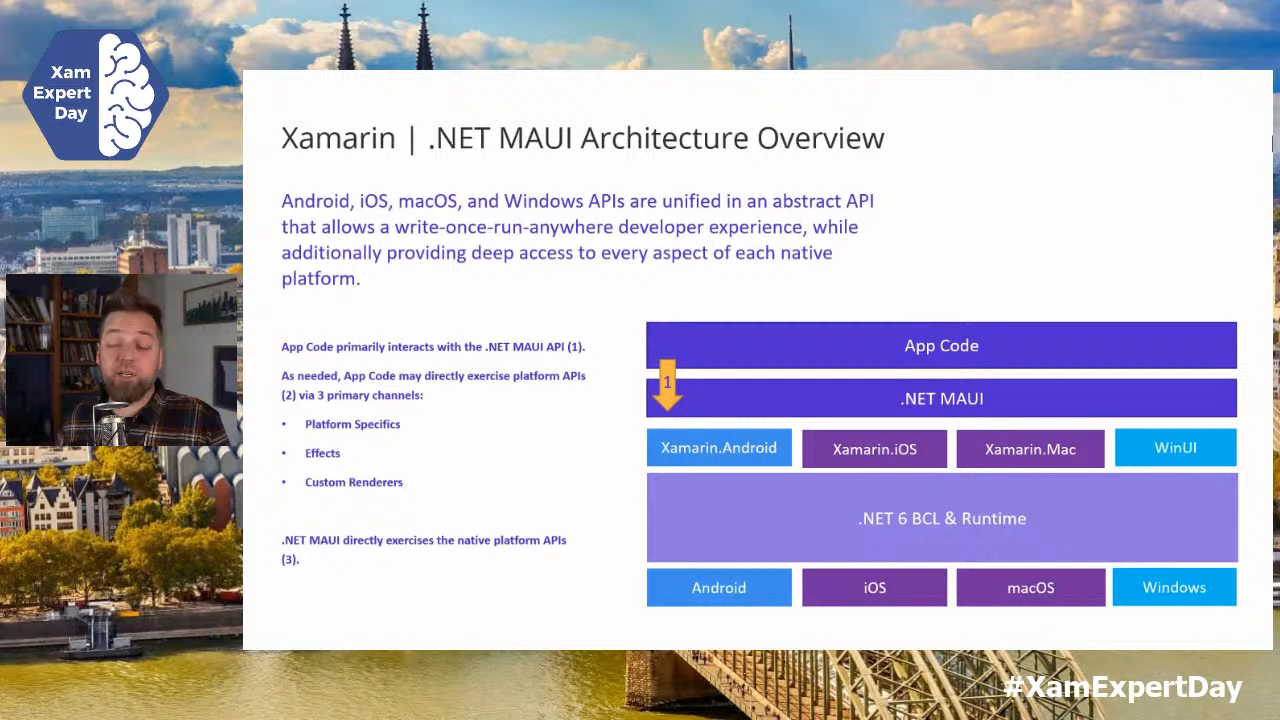 Xam
Expert
Day
Xamarin | .NET MAUI Architecture Overview
Android, iOS, macOS, and Windows APIs are unified in an abstract API
that allows a write-once-run-anywhere developer experience, while
additionally providing deep access to every aspect of each native
platform.
App Code primarily interacts with the .NET MAUI API (1).
As needed, App Code may directly exercise platform APIs
(2) via 3 primary channels:
• Platform Specifics
• Effects
• Custom Renderers
.NET MAUI directly exercises the native platform APIs
(3).
App Code
1
.NET MAUI
Xamarin.Android Xamarin.iOS Xamarin.Mac WinUI
.NET 6 BCL & Runtime
Android iOS macOS Windows
#XamExpertDay